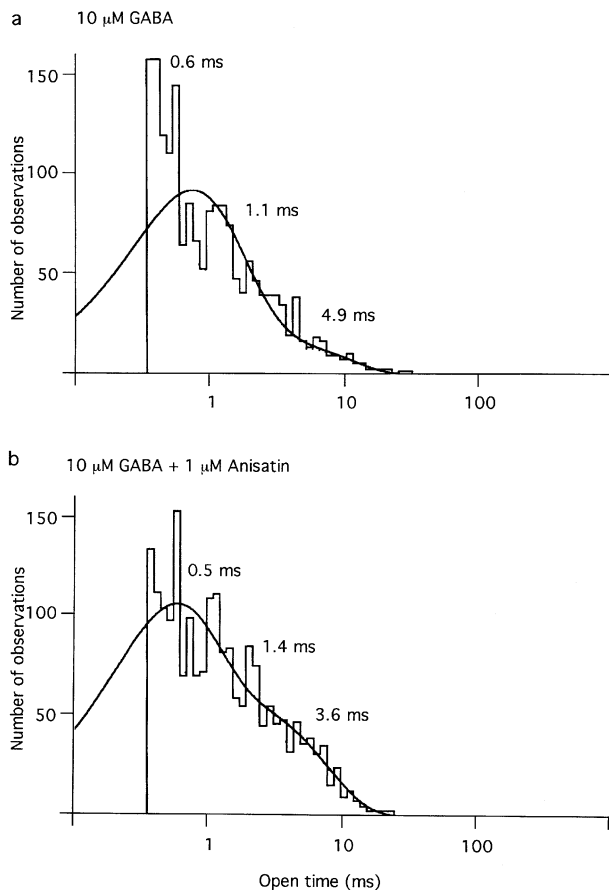 a
10 μM GABA
Number of observations
150
100
50
0.6 ms
1.1 ms
4.9 ms
1
10
100
b
10 μM GABA + 1 μM Anisatin
Number of observations
150
100
50
0.5 ms
1.4 ms
3.6 ms
1
10
100
Open time (ms)